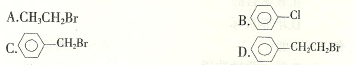 A.CH₃CH₂Br
B. -Cl
C. -CH₂Br
D. -CH₂CH₂Br